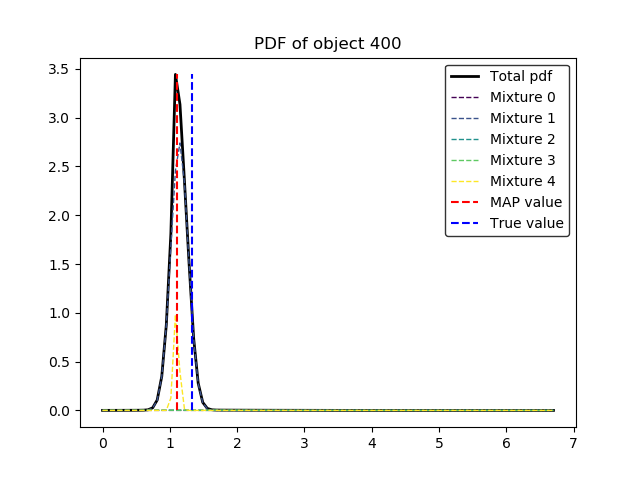 PDF of object 400
Total pdf
Mixture 0
Mixture 1
Mixture 2
Mixture 3
Mixture 4
MAP value
True value
3.5
3.0
2.5
2.0
1.5
1.0
0.5
0.0
0 1 2 3 4 5 6 7